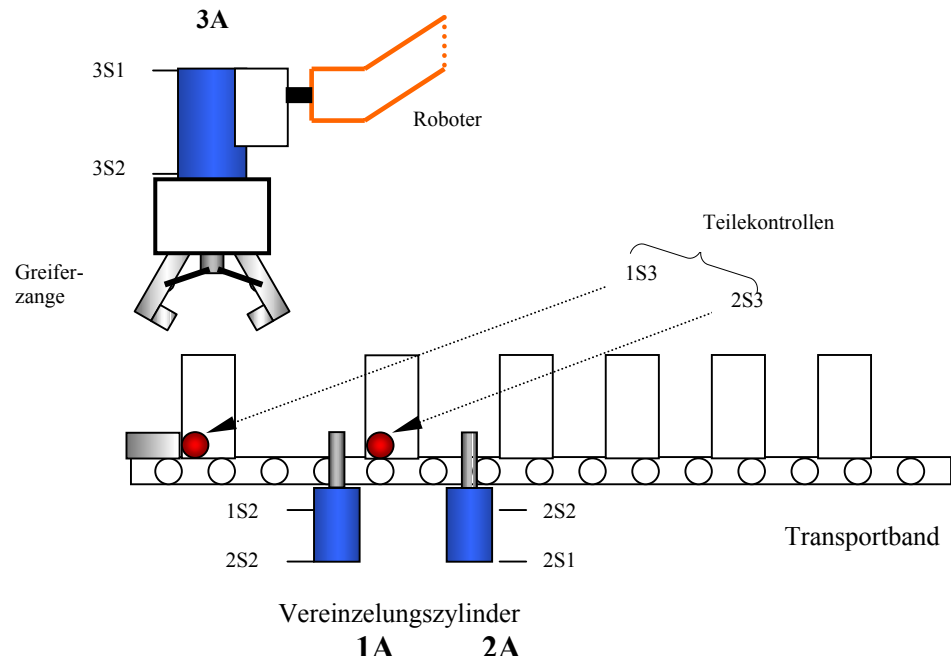 3A
3S1
Roboter
3S2
Teilekontrollen
Greifer-
zange
1S3
2S3
1S2
2S2
2S2
2S1
Transportband
Vereinzelungszylinder
1A 2A